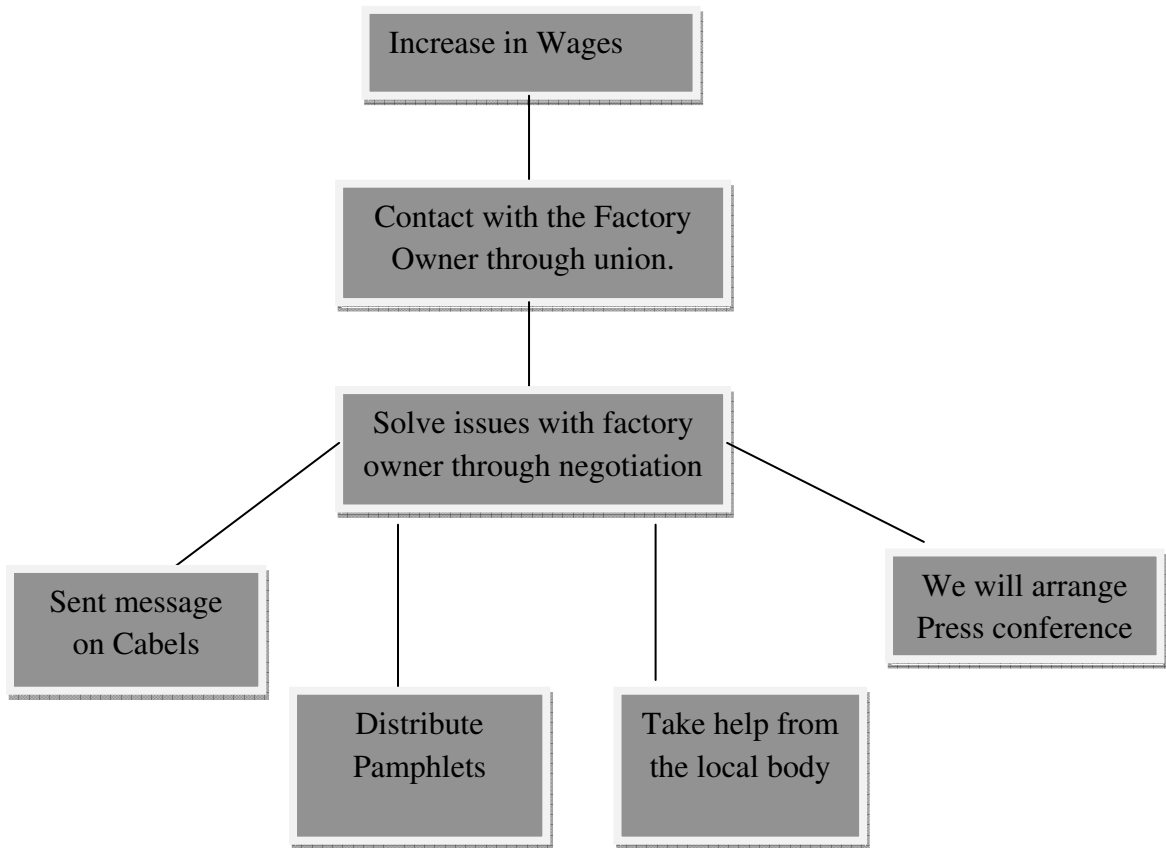 Increase in Wages
Contact with the Factory
Owner through union.
Solve issues with factory
owner through negotiation
Sent message
on Cabels
Distribute
Pamphlets
Take help from
the local body
We will arrange
Press conference